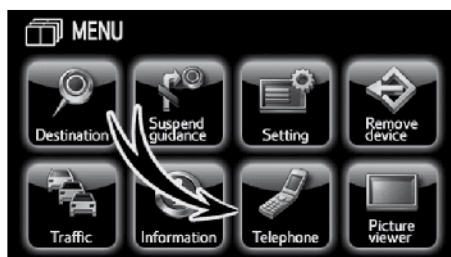 MENU
Destination
Suspend
guidance
Setting
Remove
device
Traffic
Information
Telephone
Picture
viewer